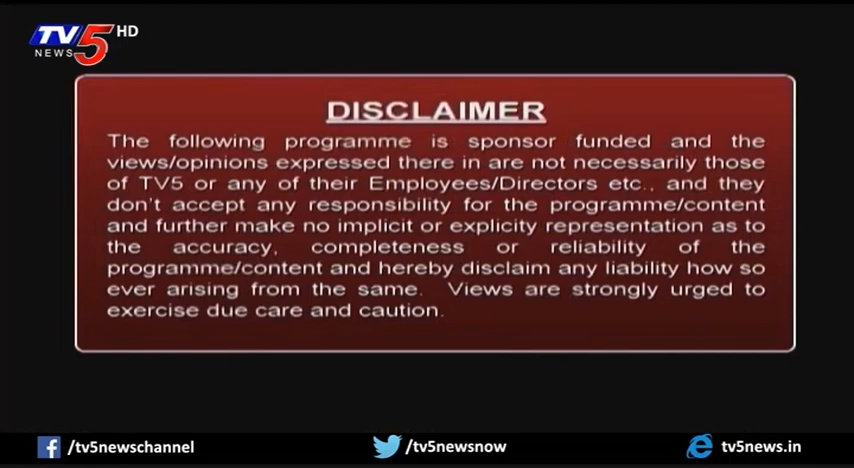 TV5 HD
NEWS
DISCLAIMER
The following programme is sponsor funded and the
views/opinions expressed there in are not necessarily those
of TV5 or any of their Employees/Directors etc., and they
don't accept any responsibility for the programme/content
and further make no implicit or explicity representation as to
the accuracy, completeness or reliability of the
programme/content and hereby disclaim any liability how so
ever arising from the same. Views are strongly urged to
exercise due care and caution.
/tv5newschannel
/tv5newsnow
tv5news.in